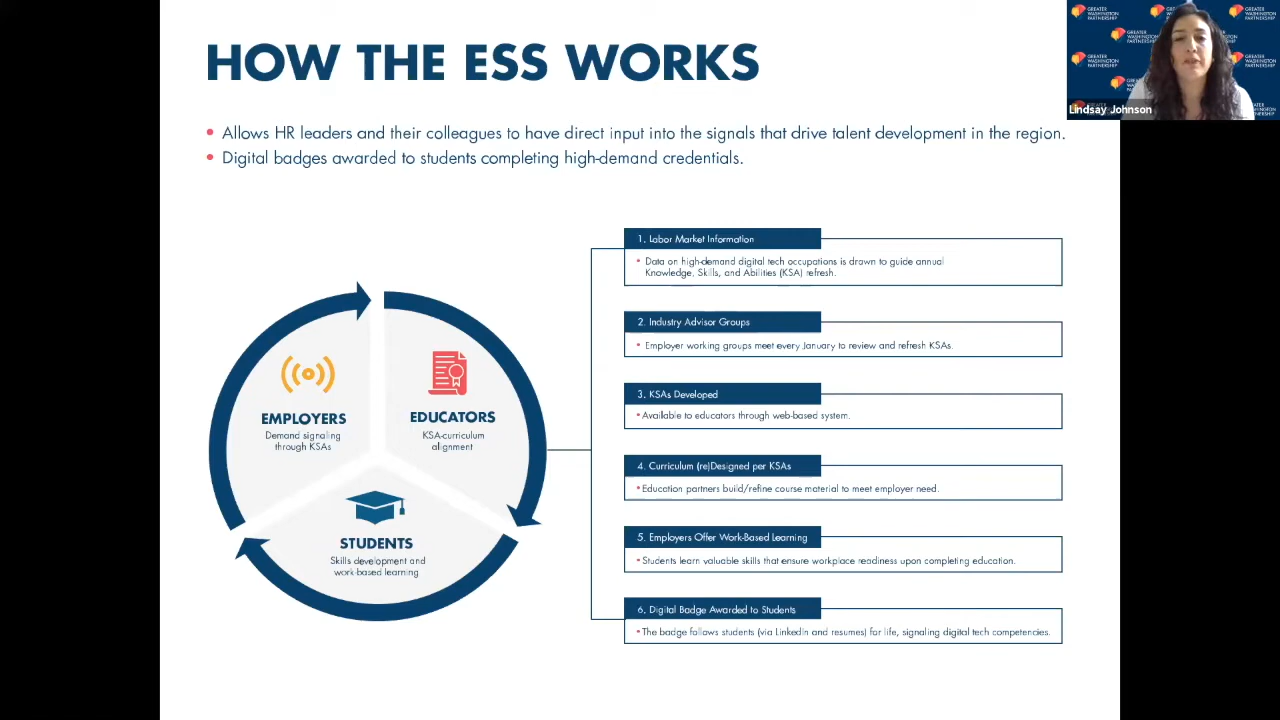 HOW THE ESS WORKS
• Allows HR leaders and their colleagues to have direct input into the signals that drive talent development in the region.
• Digital badges awarded to students completing high-demand credentials.
EMPLOYERS
Demand signaling
through KSAs
EDUCATORS
KSA-curriculum
alignment
STUDENTS
Skills development and
work-based learning
1. Labor Market Information
• Data on high-demand digital tech occupations is drawn to guide annual
Knowledge, Skills, and Abilities (KSA) refresh.
2. Industry Advisor Groups
• Employer working groups meet every January to review and refresh KSAs.
3. KSAs Developed
• Available to educators through web-based system.
4. Curriculum (re)Designed per KSAs
• Education partners build/refine course material to meet employer need.
5. Employers Offer Work-Based Learning
• Students learn valuable skills that ensure workplace readiness upon completing education.
6. Digital Badge Awarded to Students
• The badge follows students (via LinkedIn and resumes) for life, signaling digital tech competencies.
GREATER
WASHINGTON
PARTNERSHIP
Lindsay Johnson